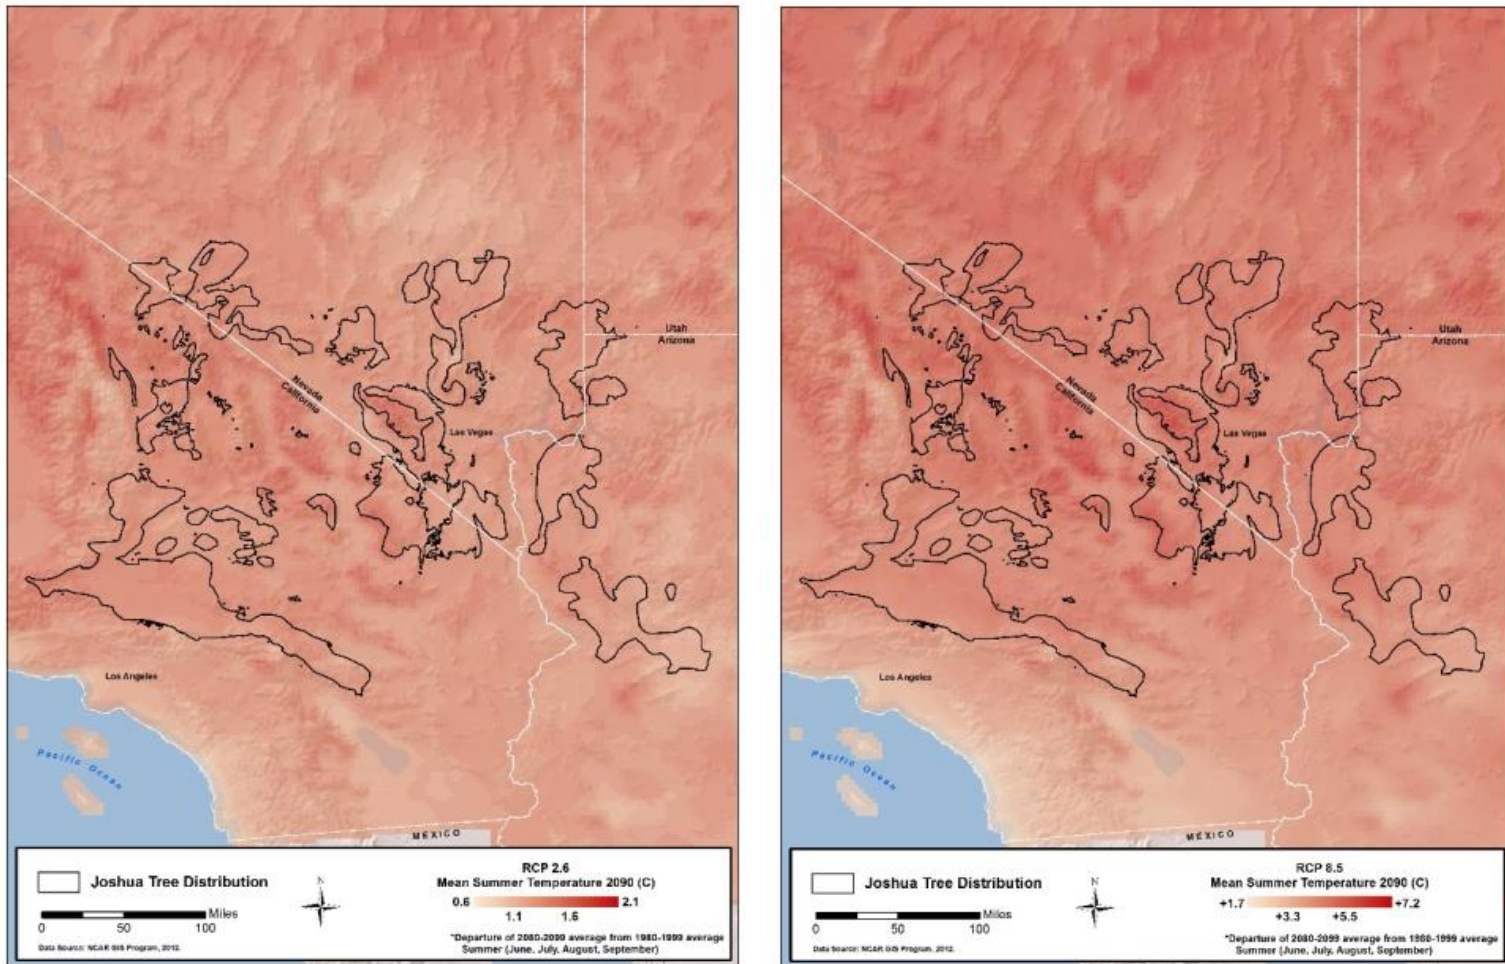 Utah
Arizona
Nevada
California
Las Vegas
Los Angeles
Pacific Ocean
MEXICO
Joshua Tree Distribution
N
Miles
0 50 100
Data Source: NCAR GIS Program, 2012.
RCP 2.6
Mean Summer Temperature 2090 (C)
0.6 2.1
1.1 1.6
*Departure of 2080-2099 average from 1980-1999 average
Summer (June, July, August, September)
Utah
Arizona
Nevada
California
Las Vegas
Los Angeles
Pacific Ocean
MEXICO
Joshua Tree Distribution
N
Miles
0 50 100
Data Source: NCAR GIS Program, 2012.
RCP 8.5
Mean Summer Temperature 2090 (C)
+1.7 +7.2
+3.3 +5.5
*Departure of 2080-2099 average from 1980-1999 average
Summer (June, July, August, September)